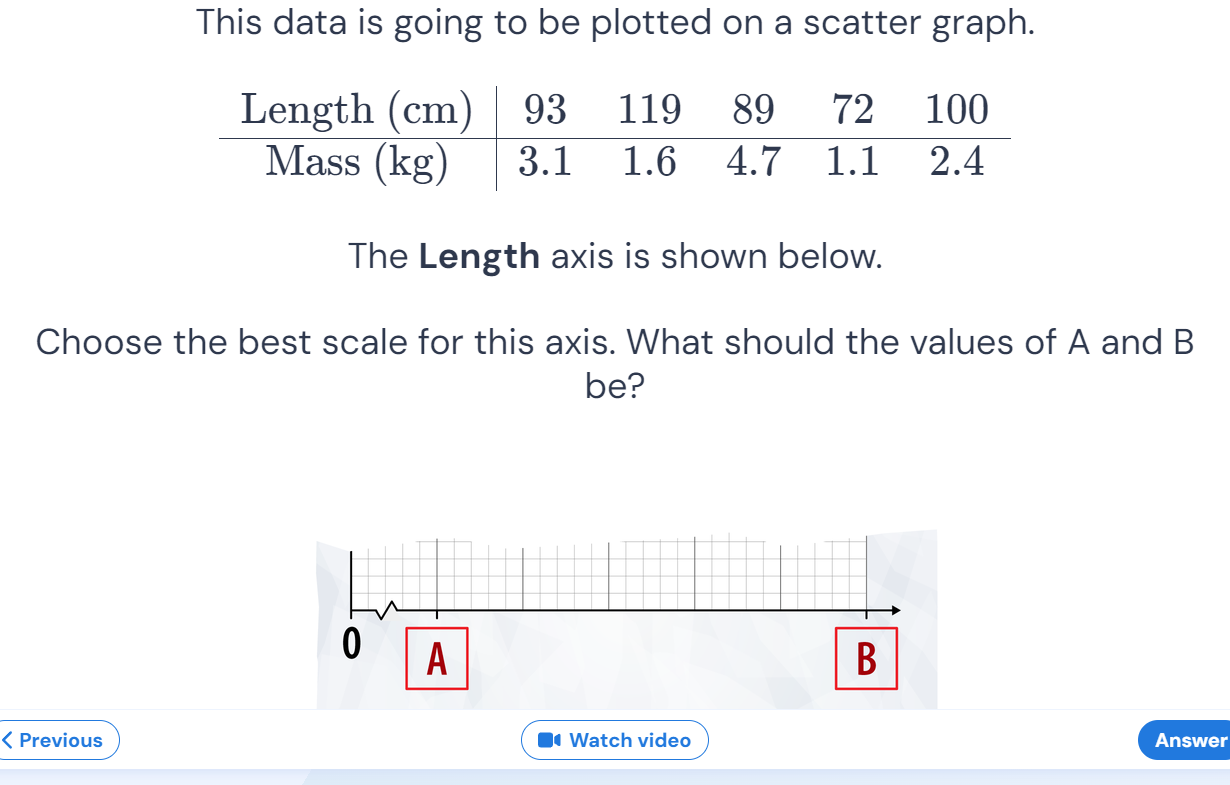 This data is going to be plotted on a scatter graph.
Length (cm) 93 119 89 72 100
Mass (kg) 3.1 1.6 4.7 1.1 2.4
The Length axis is shown below.
Choose the best scale for this axis. What should the values of A and B
be?
0 A B
Previous Watch video Answer